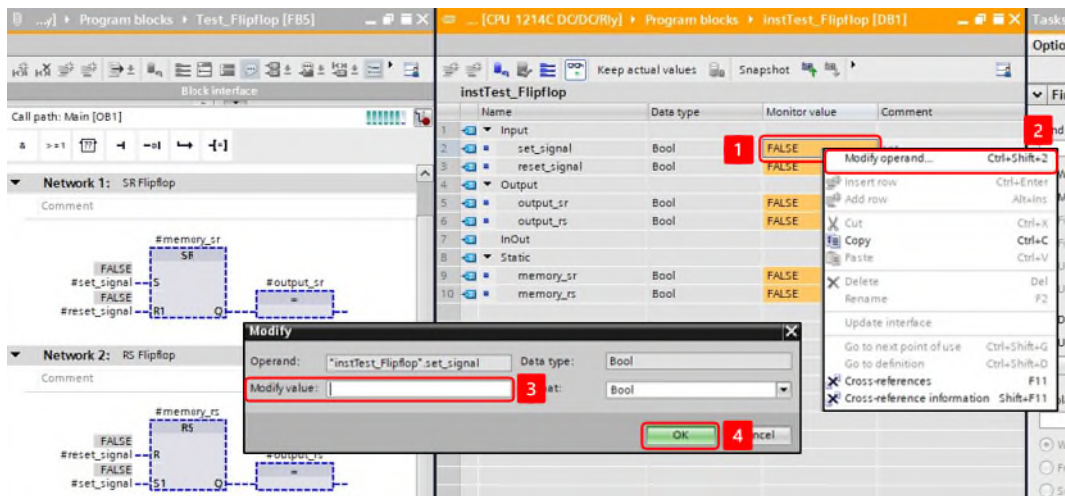 ...y] ▸ Program blocks ▸ Test_Flipflop [FB5]
Block interface
Call path: Main [OB1]
&
>=1
[??]
Network 1: SR Flipflop
Comment
#memory_sr
SR
FALSE
#set_signal
S
FALSE
#reset_signal
R1
Q
#output_sr
=
Network 2: RS Flipflop
Comment
#memory_rs
RS
FALSE
#reset_signal
R
FALSE
#set_signal
S1
Q
#output_rs
=
... [CPU 1214C DC/DC/Rly] ▸ Program blocks ▸ instTest_Flipflop [DB1]
Keep actual values
Snapshot
instTest_Flipflop
Name Data type Monitor value Comment
1 Input
2 set_signal Bool FALSE
3 reset_signal Bool FALSE
4 Output
5 output_sr Bool FALSE
6 output_rs Bool FALSE
7 InOut
8 Static
9 memory_sr Bool FALSE
10 memory_rs Bool FALSE
1
2
Modify operand... Ctrl+Shift+2
Insert row Ctrl+Enter
Add row Alt+Ins
Cut Ctrl+X
Copy Ctrl+C
Paste Ctrl+V
Delete Del
Rename F2
Update interface
Go to next point of use Ctrl+Shift+G
Go to definition Ctrl+Shift+D
Cross-references F11
Cross-reference information Shift+F11
Modify
Operand: "instTest_Flipflop".set_signal Data type: Bool
Modify value: 3 at: Bool
OK 4 ncel
Tasks
Optio
Fin